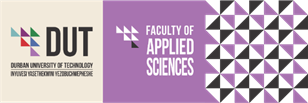 DUT
DURBAN UNIVERSITY OF TECHNOLOGY
INYUVESI YASETHEKWINI YEZOBUCHWEPHESHE
FACULTY OF
APPLIED
SCIENCES